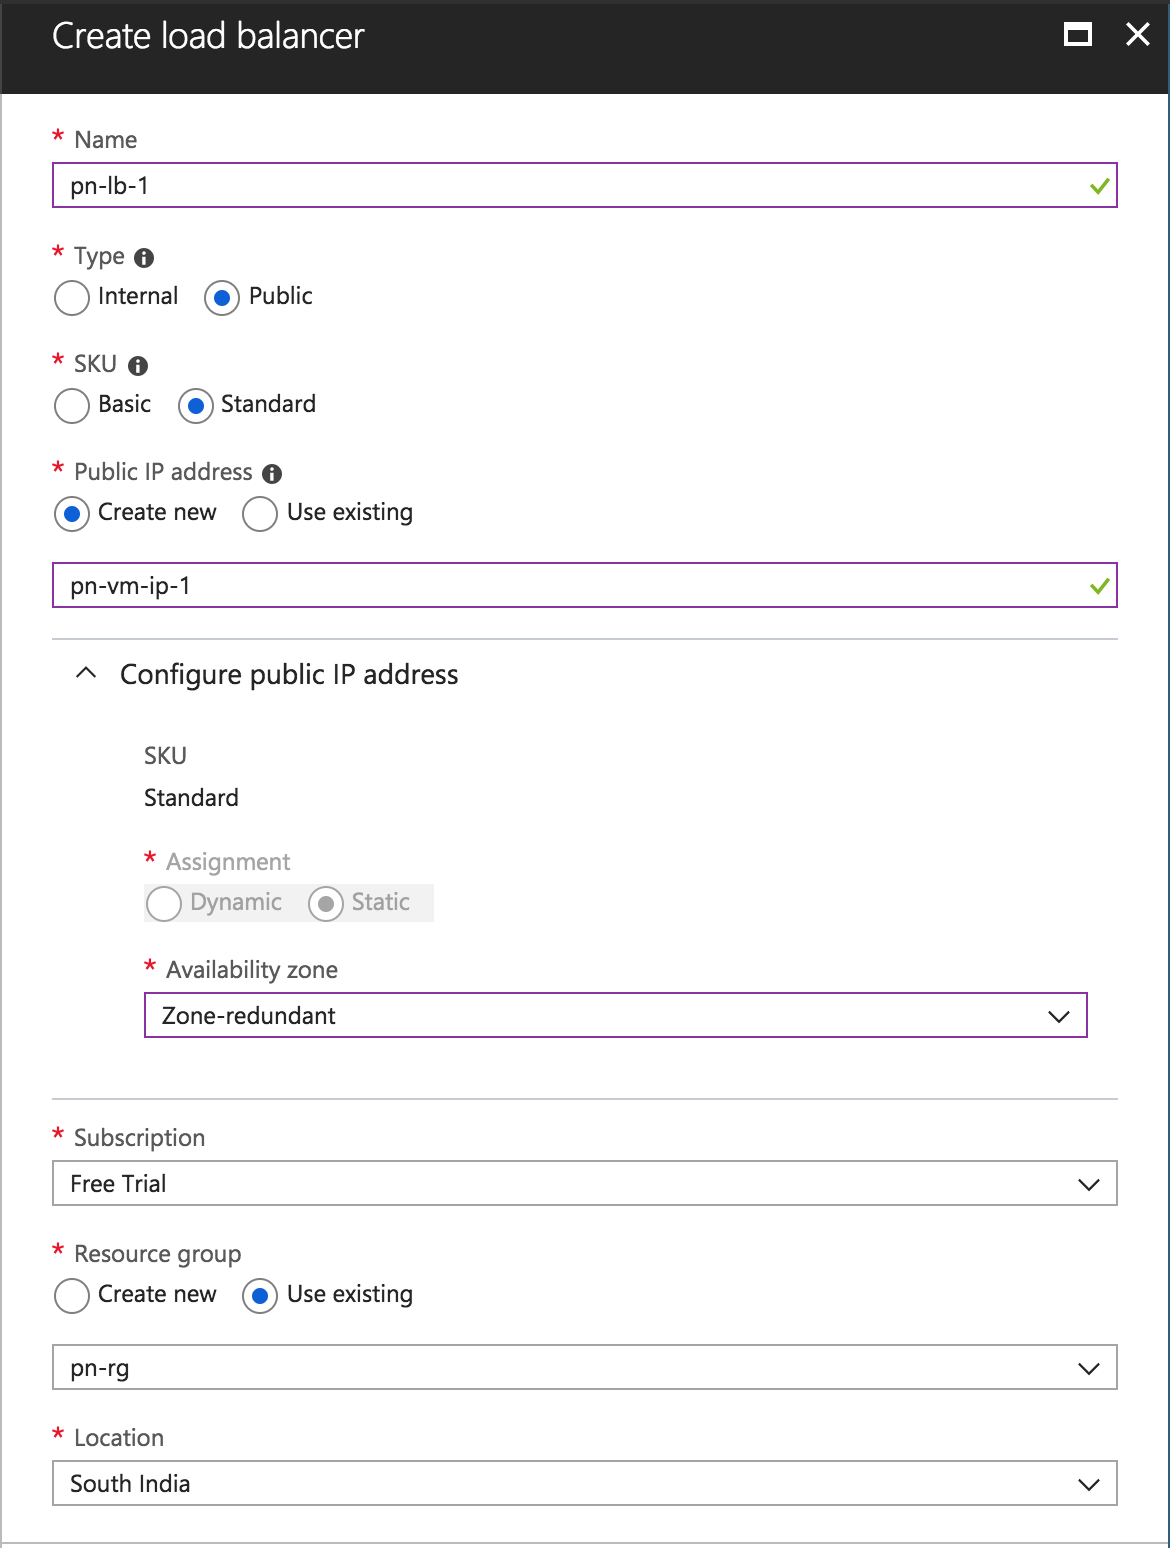 Create load balancer
* Name
pn-lb-1
* Type
Internal Public
* SKU
Basic Standard
* Public IP address
Create new Use existing
pn-vm-ip-1
Configure public IP address
SKU
Standard
* Assignment
Dynamic Static
* Availability zone
Zone-redundant
* Subscription
Free Trial
* Resource group
Create new Use existing
pn-rg
* Location
South India